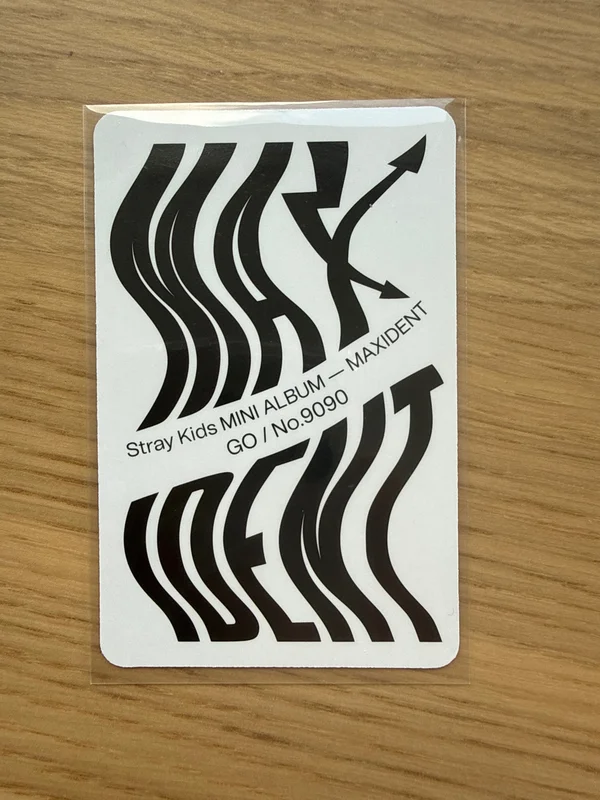 MAX
Stray Kids MINI ALBUM — MAXIDENT
GO / No.9090
IDENT